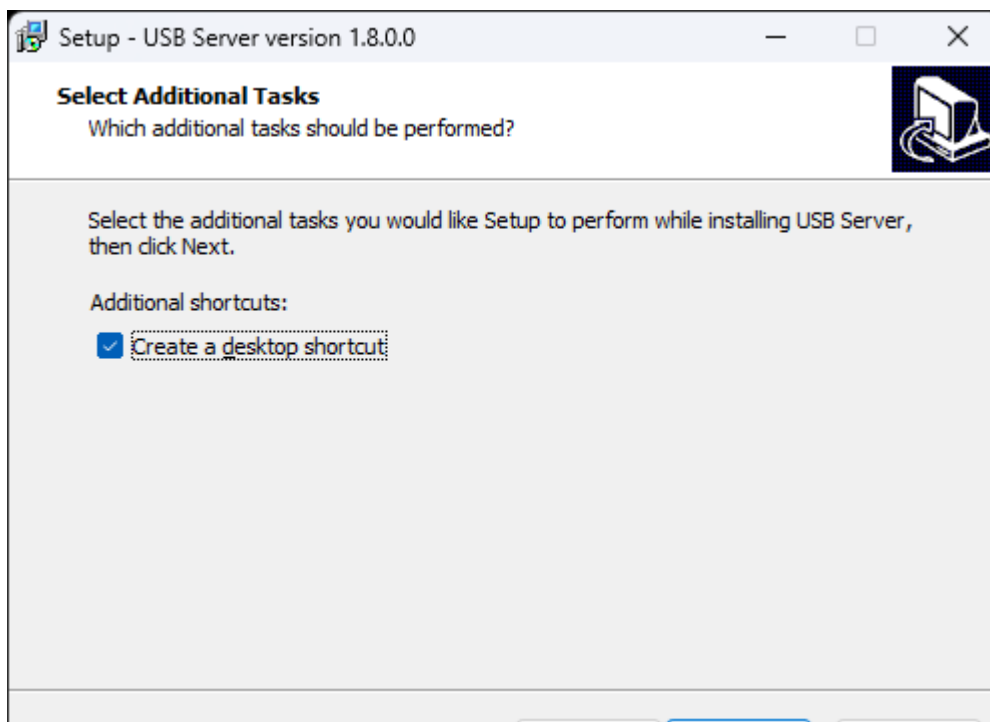 Setup - USB Server version 1.8.0.0
Select Additional Tasks
Which additional tasks should be performed?
Select the additional tasks you would like Setup to perform while installing USB Server,
then click Next.
Additional shortcuts:
Create a desktop shortcut